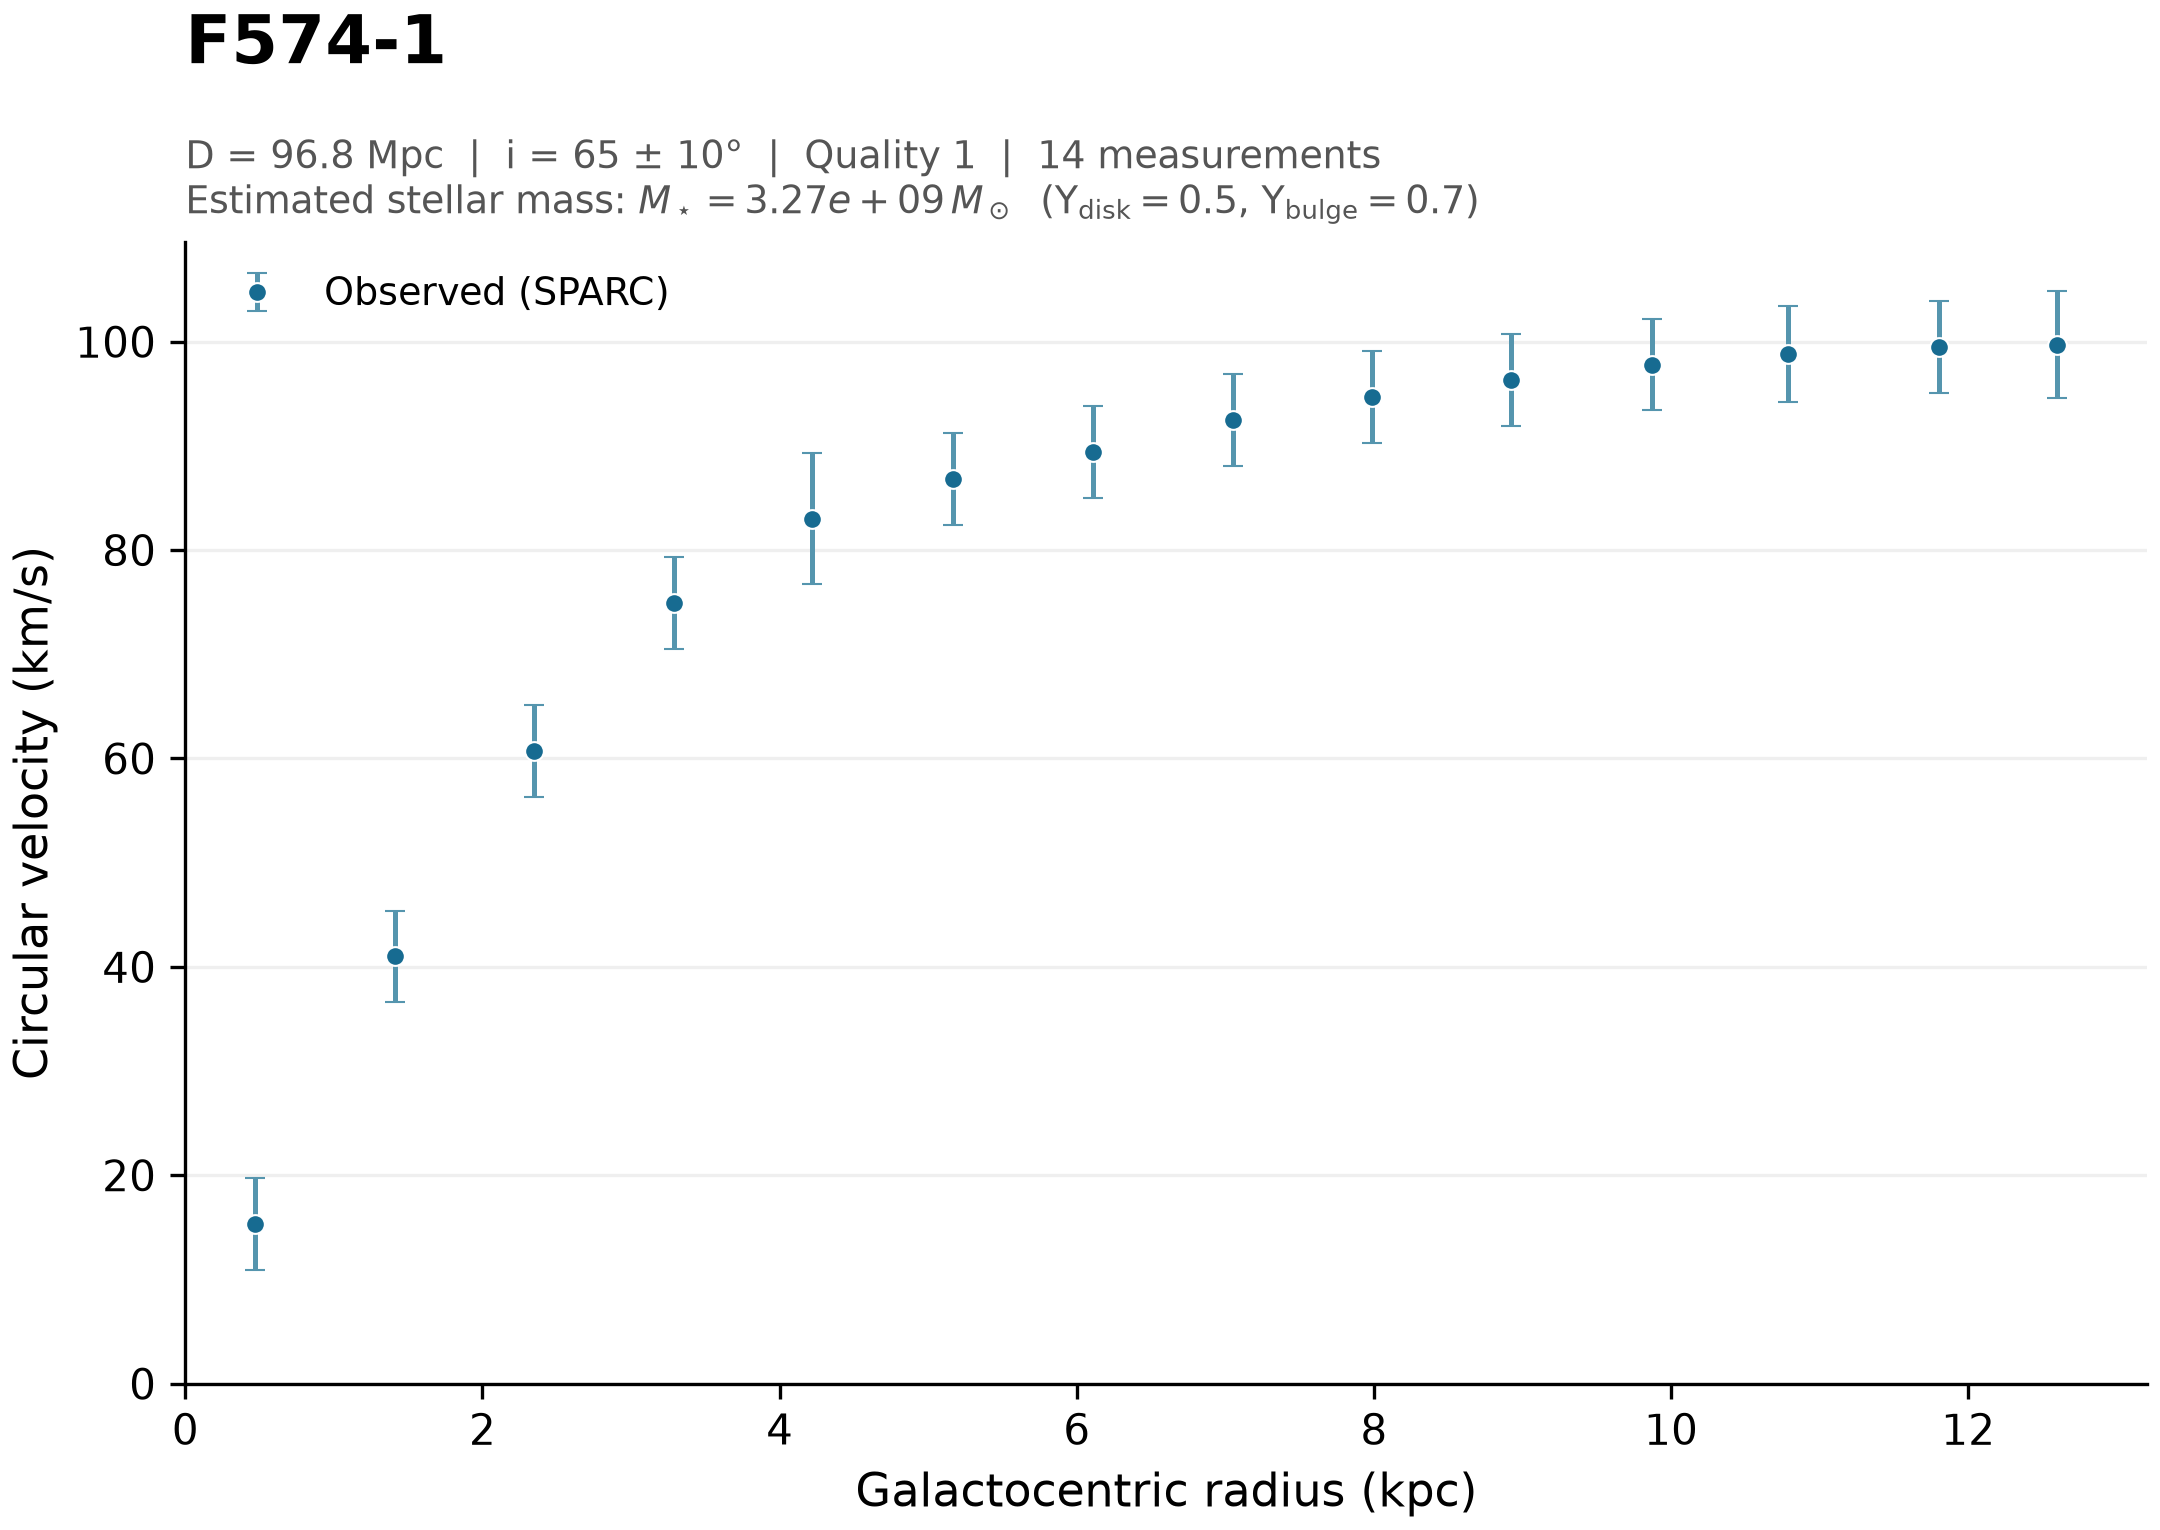 F574-1
D = 96.8 Mpc | i = 65 ± 10° | Quality 1 | 14 measurements
Estimated stellar mass: M⋆ = 3.27e + 09 M⊙ (Υdisk = 0.5, Υbulge = 0.7)
Observed (SPARC)
100
80
60
40
20
0
Circular velocity (km/s)
0 2 4 6 8 10 12
Galactocentric radius (kpc)